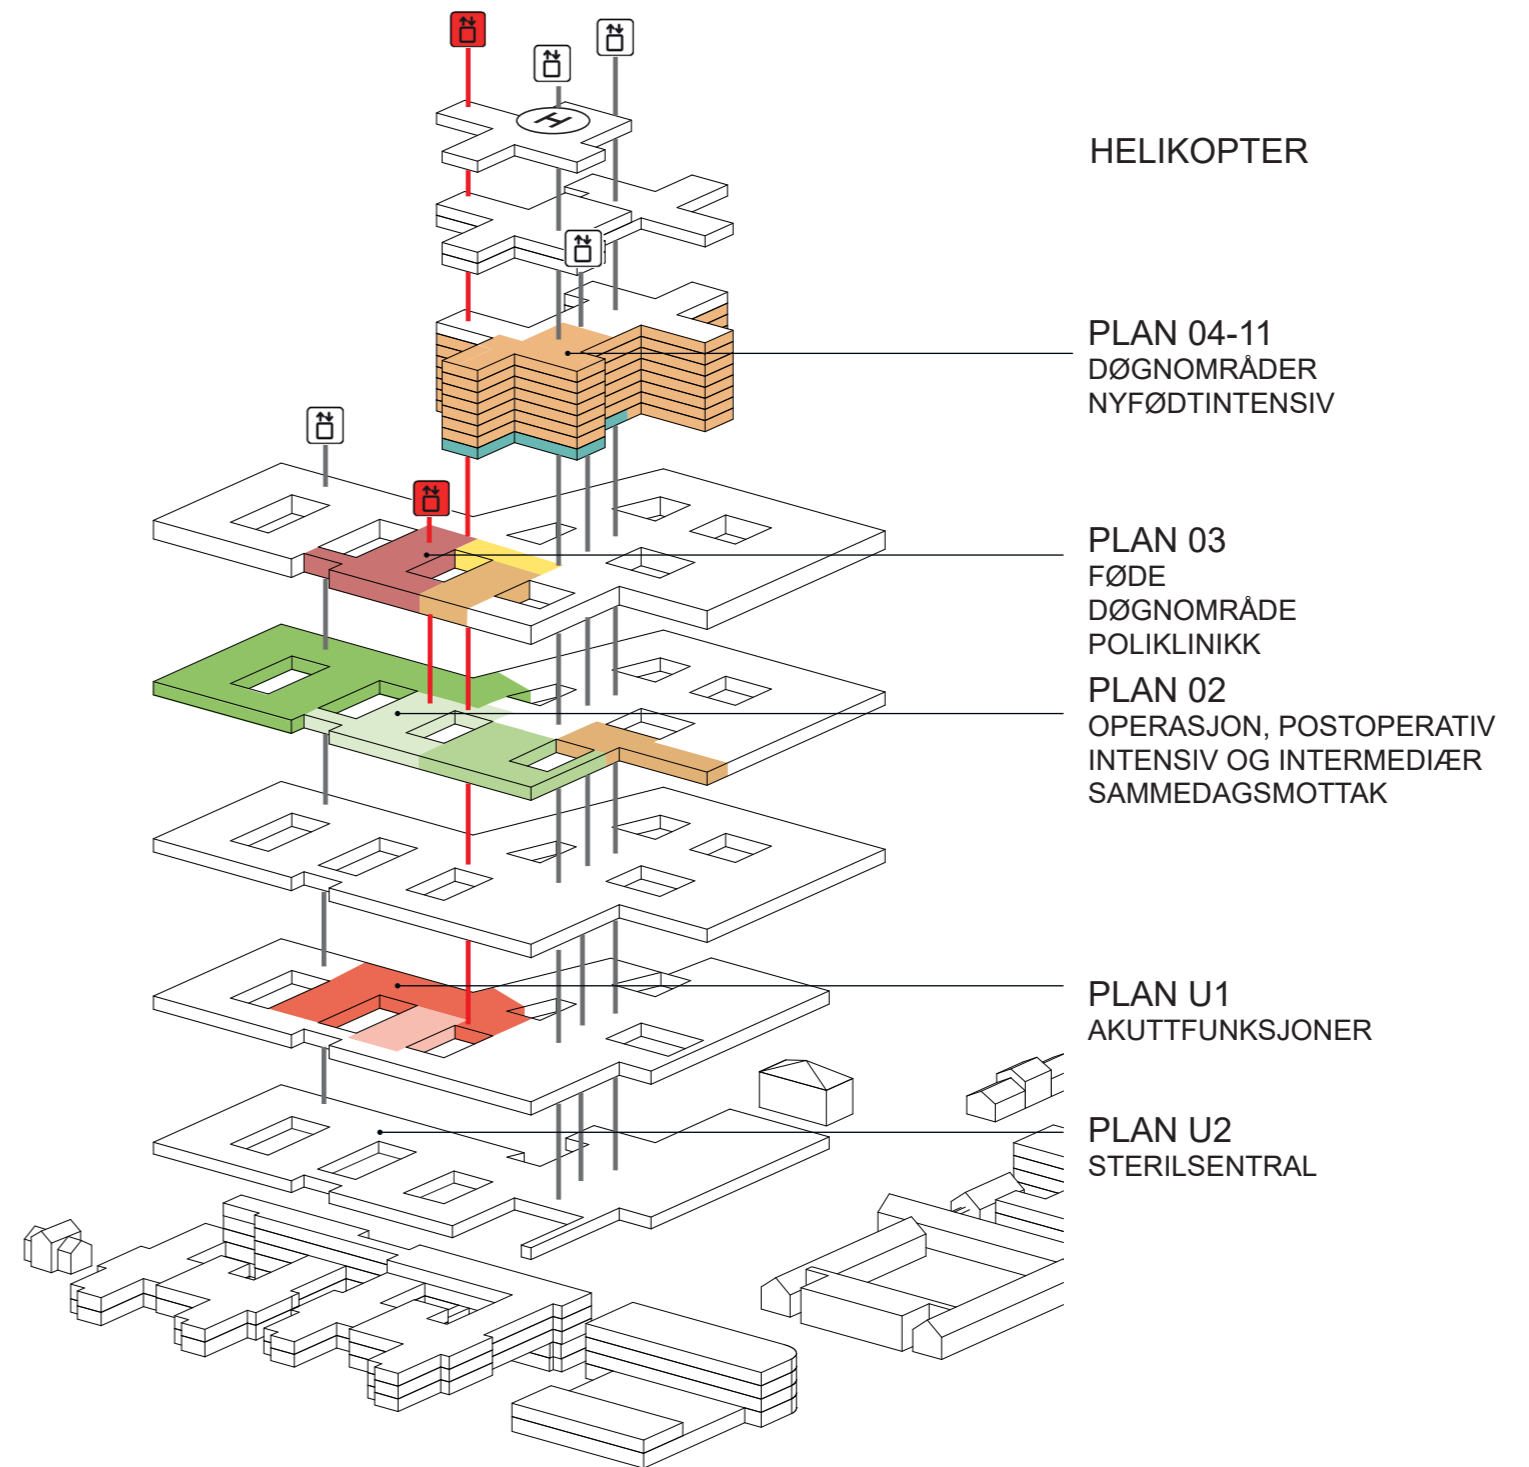 H
HELIKOPTER
PLAN 04-11
DØGNOMRÅDER
NYFØDTINTENSIV
PLAN 03
FØDE
DØGNOMRÅDE
POLIKLINIKK
PLAN 02
OPERASJON, POSTOPERATIV
INTENSIV OG INTERMEDIÆR
SAMMEDAGSMOTTAK
PLAN U1
AKUTTFUNKSJONER
PLAN U2
STERILSENTRAL